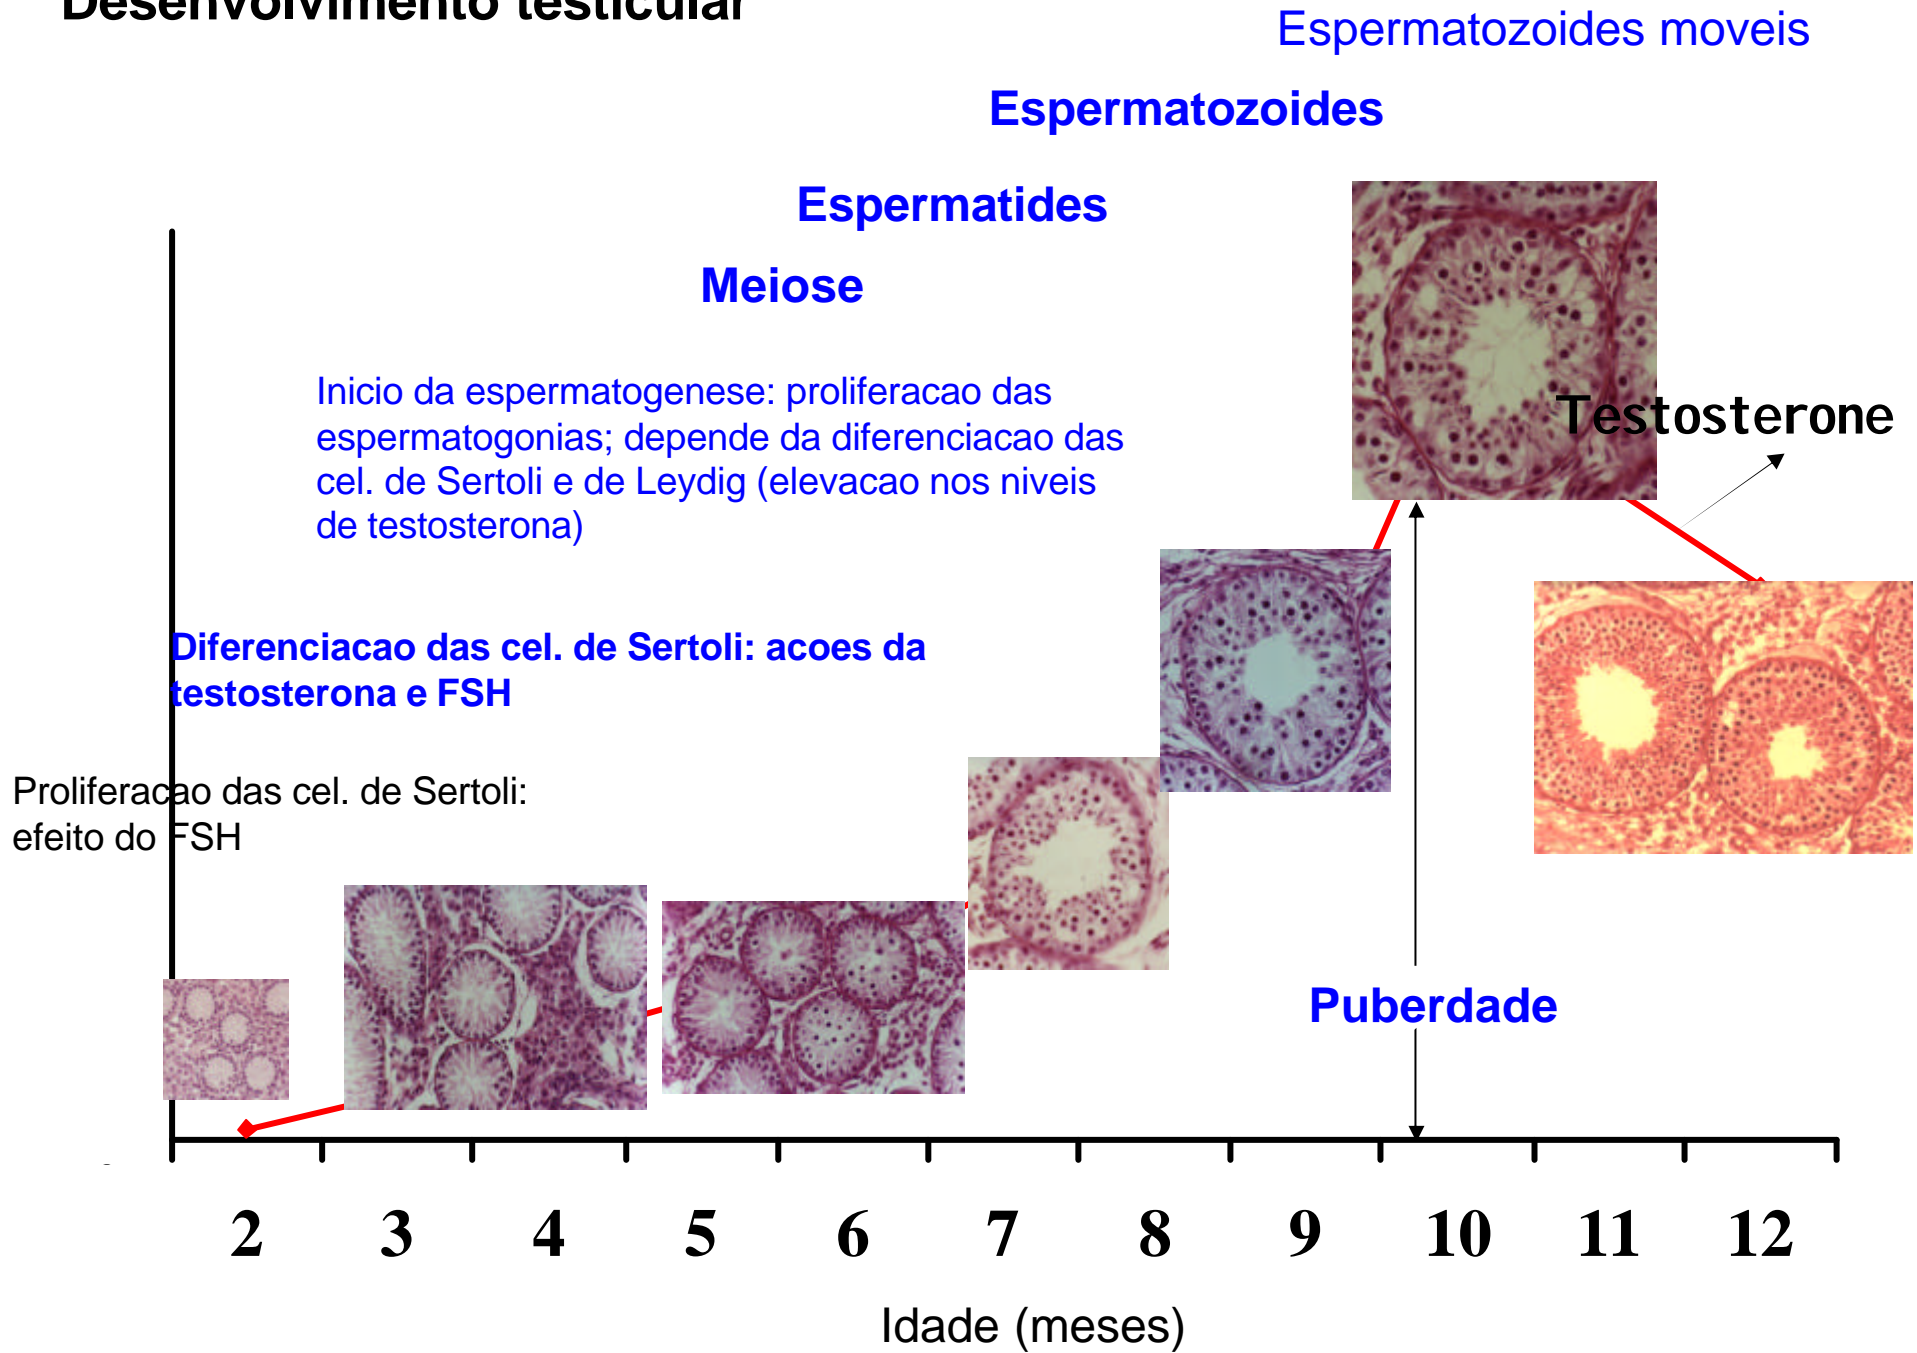 Desenvolvimento testicular
Espermatozoides moveis
Espermatozoides
Espermatides
Meiose
Inicio da espermatogenese: proliferacao das
espermatogonias; depende da diferenciacao das
cel. de Sertoli e de Leydig (elevacao nos niveis
de testosterona)
Testosterone
Diferenciacao das cel. de Sertoli: acoes da
testosterona e FSH
Proliferacao das cel. de Sertoli:
efeito do FSH
Puberdade
2 3 4 5 6 7 8 9 10 11 12
Idade (meses)